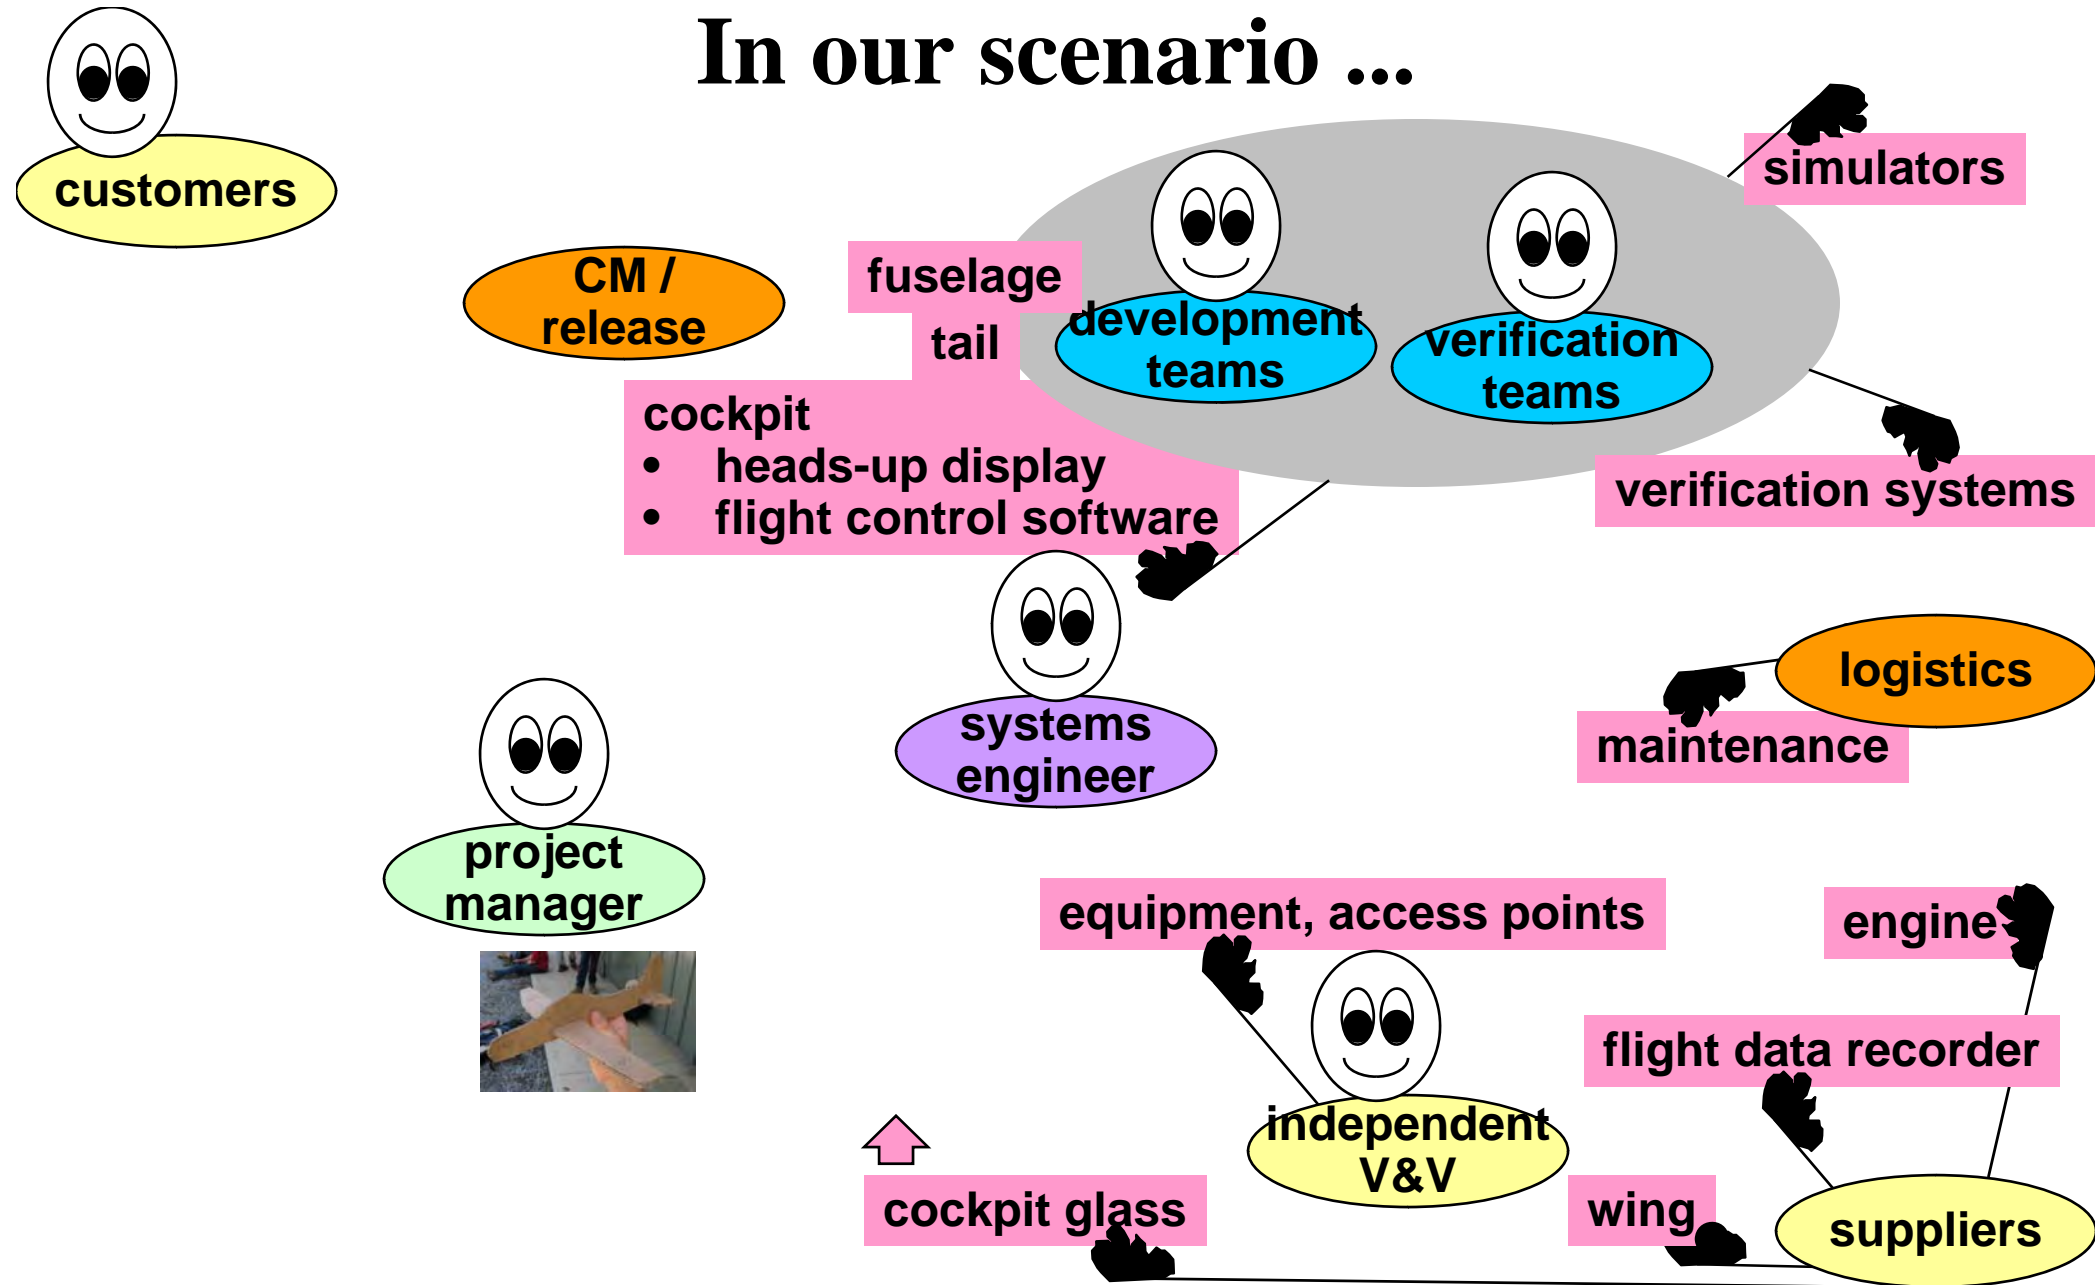 In our scenario ...
customers
simulators
CM /
release
fuselage
tail
development
teams
verification
teams
cockpit
• heads-up display
• flight control software
verification systems
systems
engineer
logistics
maintenance
project
manager
equipment, access points
engine
flight data recorder
independent
V&V
cockpit glass
wing
suppliers